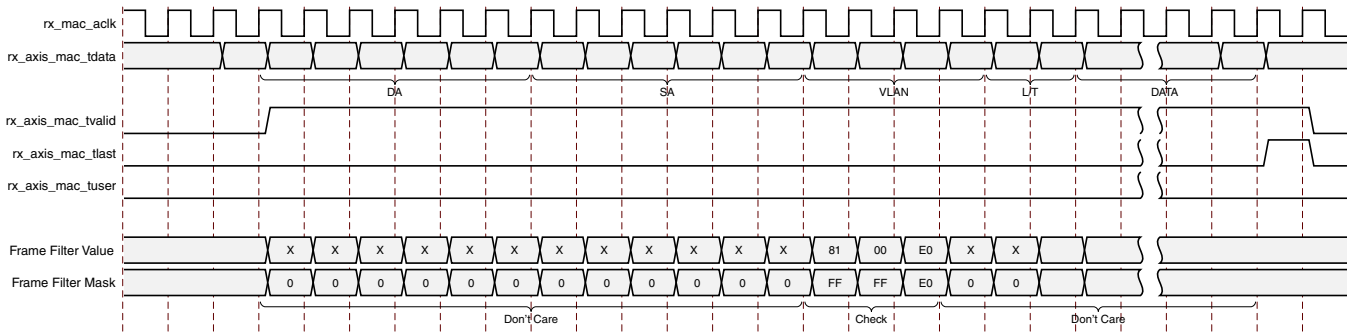 rx_mac_aclk
rx_axis_mac_tdata
DA SA VLAN L/T DATA
rx_axis_mac_tvalid
rx_axis_mac_tlast
rx_axis_mac_tuser
Frame Filter Value X X X X X X X X X X X X 81 00 E0 X X
Frame Filter Mask 0 0 0 0 0 0 0 0 0 0 0 0 FF FF E0 0 0
Don't Care Check Don't Care